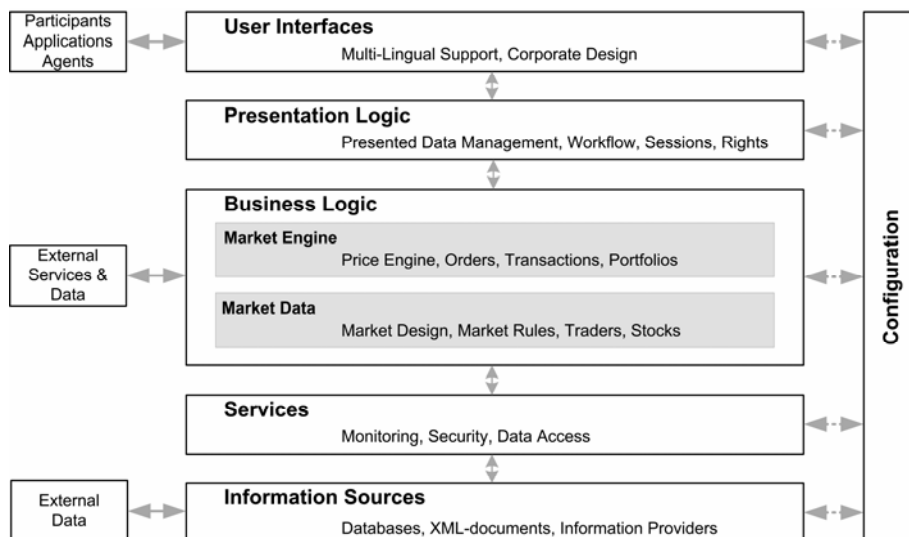 Participants
Applications
Agents
User Interfaces
Multi-Lingual Support, Corporate Design
Presentation Logic
Presented Data Management, Workflow, Sessions, Rights
Business Logic
Market Engine
Price Engine, Orders, Transactions, Portfolios
External
Services &
Data
Market Data
Market Design, Market Rules, Traders, Stocks
Services
Monitoring, Security, Data Access
External
Data
Information Sources
Databases, XML-documents, Information Providers
Configuration